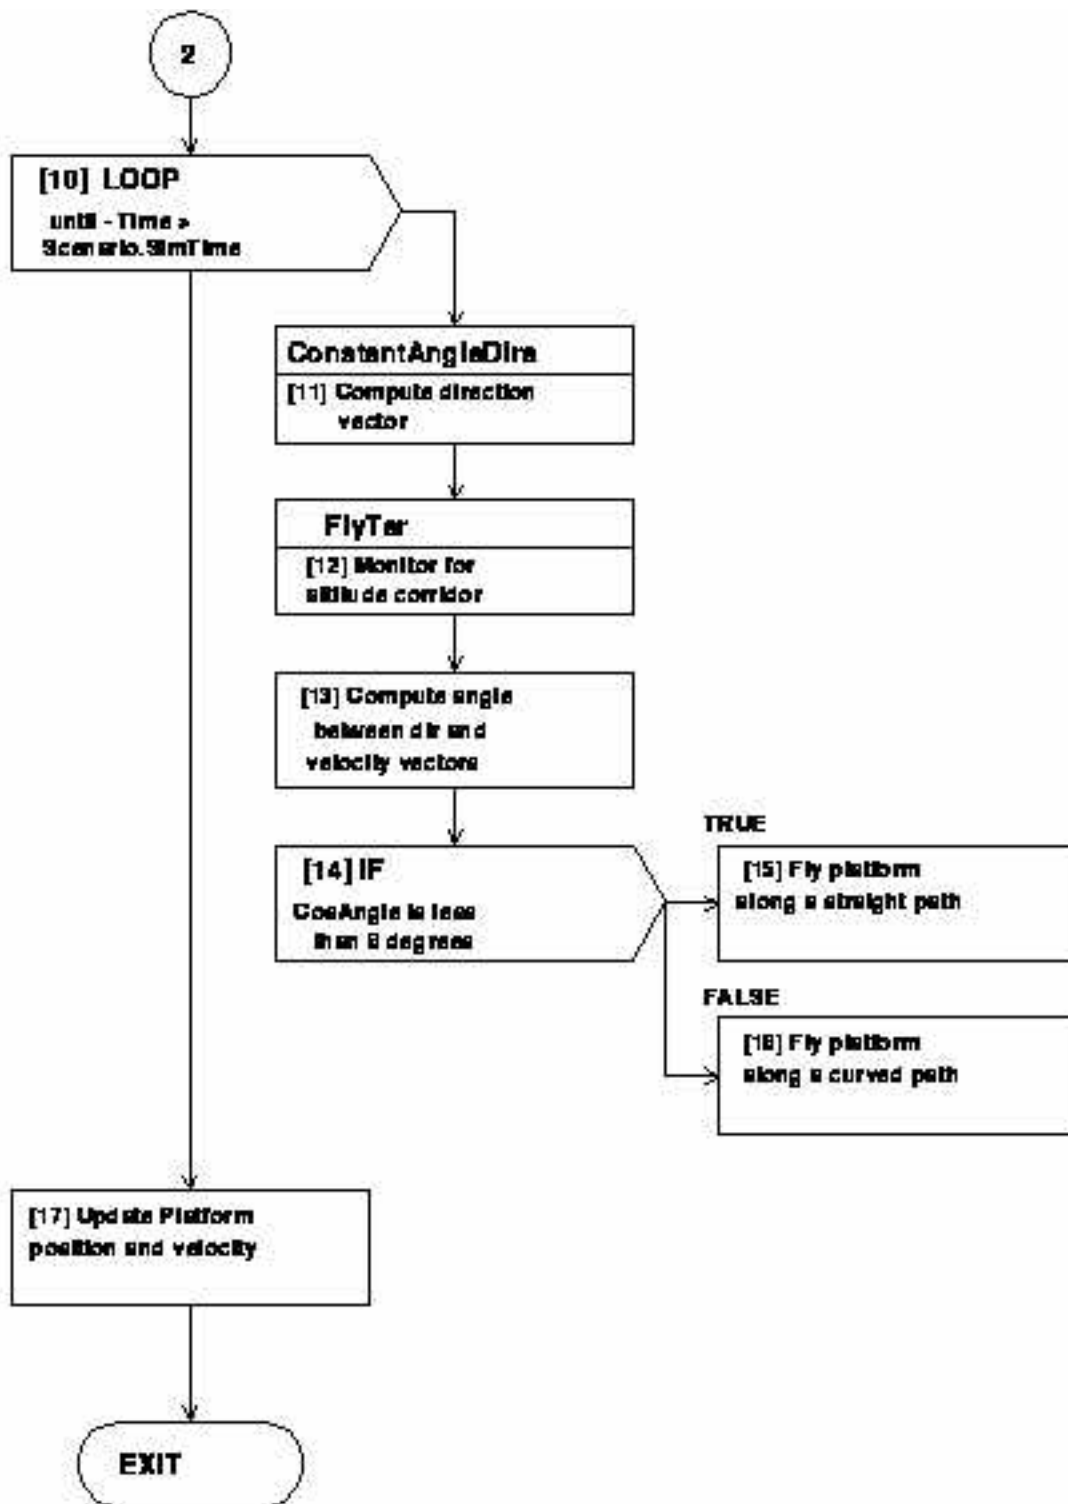 2
[10] LOOP
until - Time >
Scenario.SimTime
ConstantAngleDirs
[11] Compute direction
vector
FlyTer
[12] Monitor for
altitude corridor
[13] Compute angle
between dir and
velocity vectors
[14] IF
CosAngle is less
than degrees
TRUE
[15] Fly platform
along a straight path
FALSE
[16] Fly platform
along a curved path
[17] Update Platform
position and velocity
EXIT